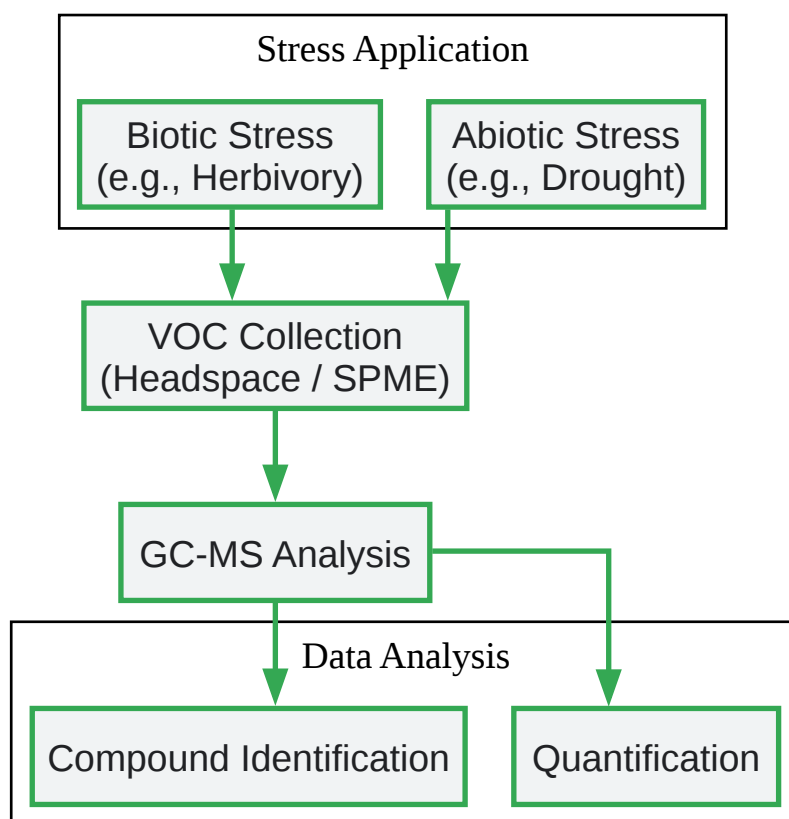 Stress Application
Biotic Stress
(e.g., Herbivory)
Abiotic Stress
(e.g., Drought)
VOC Collection
(Headspace / SPME)
GC-MS Analysis
Data Analysis
Compound Identification
Quantification